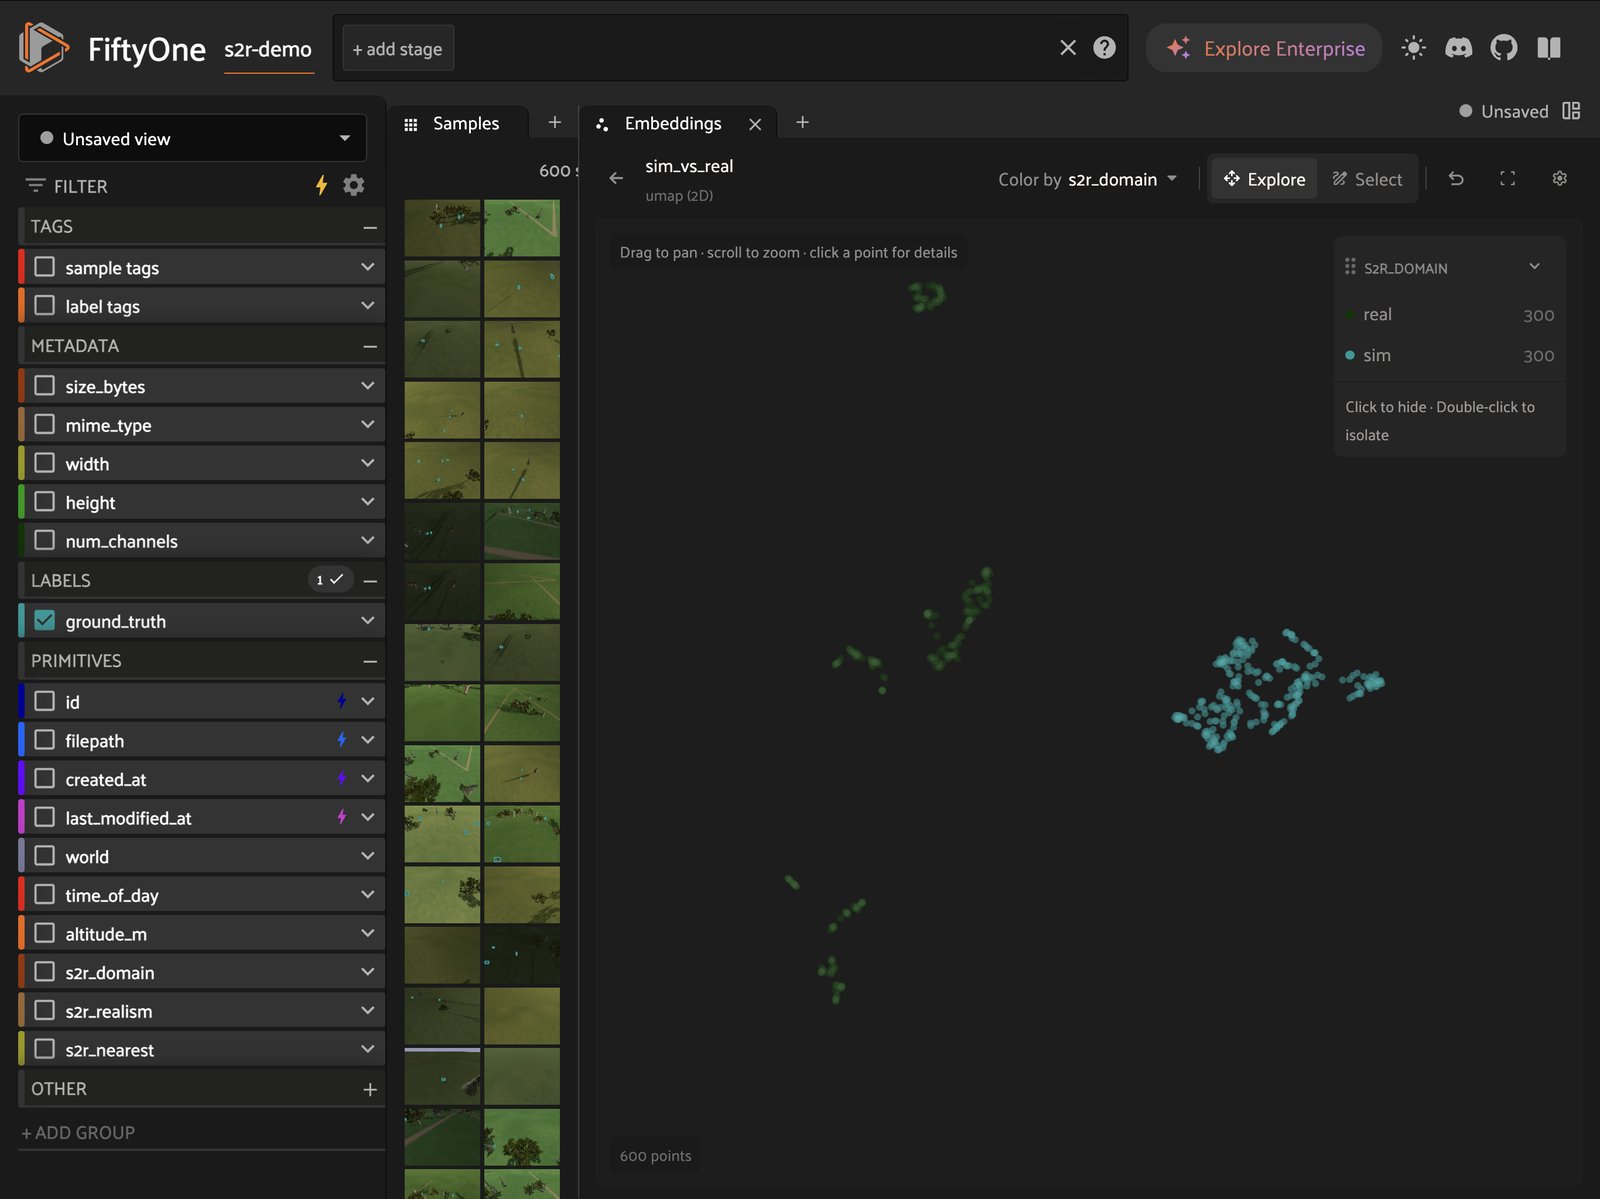 FiftyOne
s2r-demo
+ add stage
Explore Enterprise
Unsaved view
FILTER
TAGS
sample tags
label tags
METADATA
size_bytes
mime_type
width
height
num_channels
LABELS
1
ground_truth
PRIMITIVES
id
filepath
created_at
last_modified_at
world
time_of_day
altitude_m
s2r_domain
s2r_realism
s2r_nearest
OTHER
+ ADD GROUP
Samples
600
Embeddings
Unsaved
sim_vs_real
umap (2D)
Color by s2r_domain
Explore
Select
Drag to pan · scroll to zoom · click a point for details
S2R_DOMAIN
real 300
sim 300
Click to hide · Double-click to
isolate
600 points